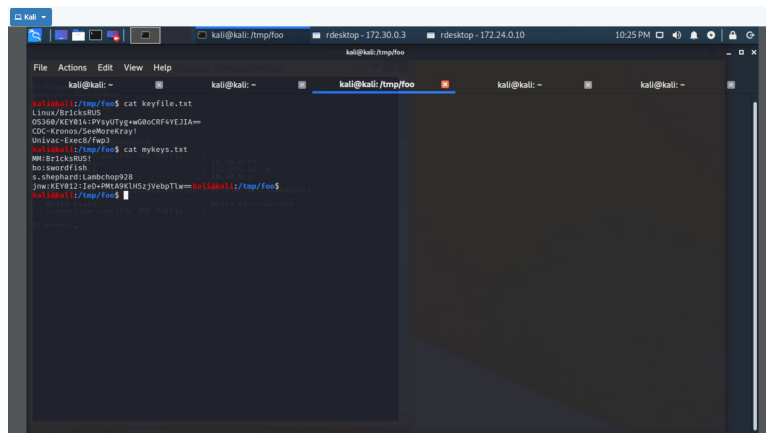 Kali
kali@kali: /tmp/foo
rdesktop - 172.30.0.3
rdesktop - 172.24.0.10
10:25 PM
kali@kali: /tmp/foo
File Actions Edit View Help
kali@kali: ~
kali@kali: ~
kali@kali: /tmp/foo
kali@kali: ~
kali@kali: ~
kali@kali:/tmp/foo$ cat keyfile.txt
Linux/Br1cksRUS
OS360/KEY014:PYsyUTyg+wG0oCRF4YEJIA==
CDC-Kronos/SeeMoreKray!
Univac-Exec8/fwp3
kali@kali:/tmp/foo$ cat mykeys.txt
MM:Br1cksRUS!
bo:swordfish
s.shephard:Lambchop928
jnw:KEY012:IeD+PMtA9KlH5zjVebpTlw==kali@kali:/tmp/foo$
kali@kali:/tmp/foo$